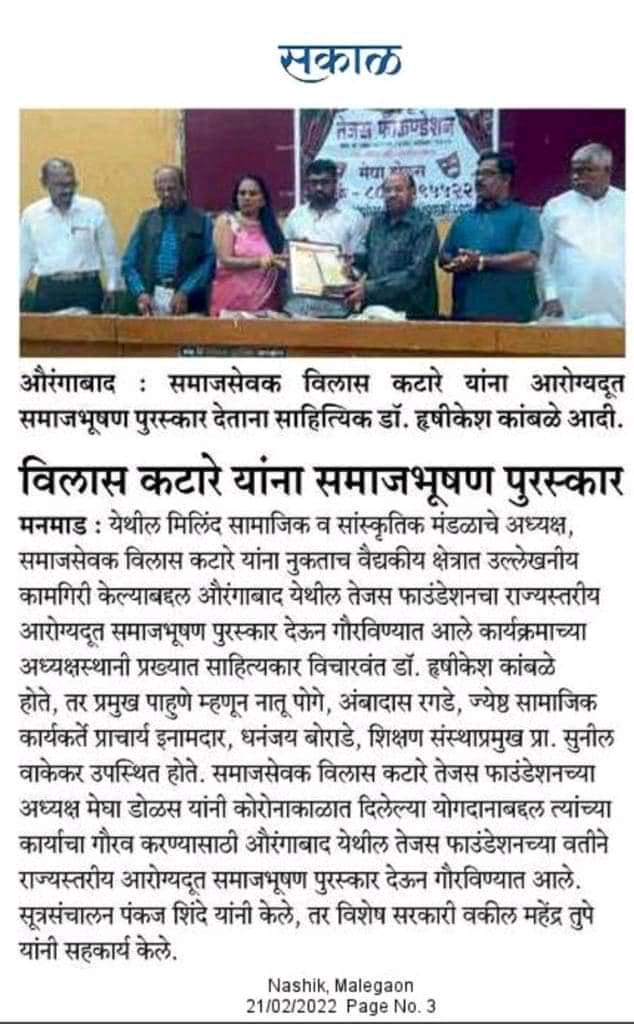 सकाळ
तेजस फाऊण्डेशन
मेघा डोळस
औरंगाबाद : समाजसेवक विलास कटारे यांना आरोग्यदूत
समाजभूषण पुरस्कार देताना साहित्यिक डॉ. हृषीकेश कांबळे आदी.
विलास कटारे यांना समाजभूषण पुरस्कार
मनमाड : येथील मिलिंद सामाजिक व सांस्कृतिक मंडळाचे अध्यक्ष,
समाजसेवक विलास कटारे यांना नुकताच वैद्यकीय क्षेत्रात उल्लेखनीय
कामगिरी केल्याबद्दल औरंगाबाद येथील तेजस फाउंडेशनचा राज्यस्तरीय
आरोग्यदूत समाजभूषण पुरस्कार देऊन गौरविण्यात आले कार्यक्रमाच्या
अध्यक्षस्थानी प्रख्यात साहित्यकार विचारवंत डॉ. हृषीकेश कांबळे
होते, तर प्रमुख पाहुणे म्हणून नातू पोगे, अंबादास रगडे, ज्येष्ठ सामाजिक
कार्यकर्ते प्राचार्य इनामदार, धनंजय बोराडे, शिक्षण संस्थाप्रमुख प्रा. सुनील
वाकेकर उपस्थित होते. समाजसेवक विलास कटारे तेजस फाउंडेशनच्या
अध्यक्ष मेघा डोळस यांनी कोरोनाकाळात दिलेल्या योगदानाबद्दल त्यांच्या
कार्याचा गौरव करण्यासाठी औरंगाबाद येथील तेजस फाउंडेशनच्या वतीने
राज्यस्तरीय आरोग्यदूत समाजभूषण पुरस्कार देऊन गौरविण्यात आले.
सूत्रसंचालन पंकज शिंदे यांनी केले, तर विशेष सरकारी वकील महेंद्र तुपे
यांनी सहकार्य केले.
Nashik, Malegaon
21/02/2022 Page No. 3